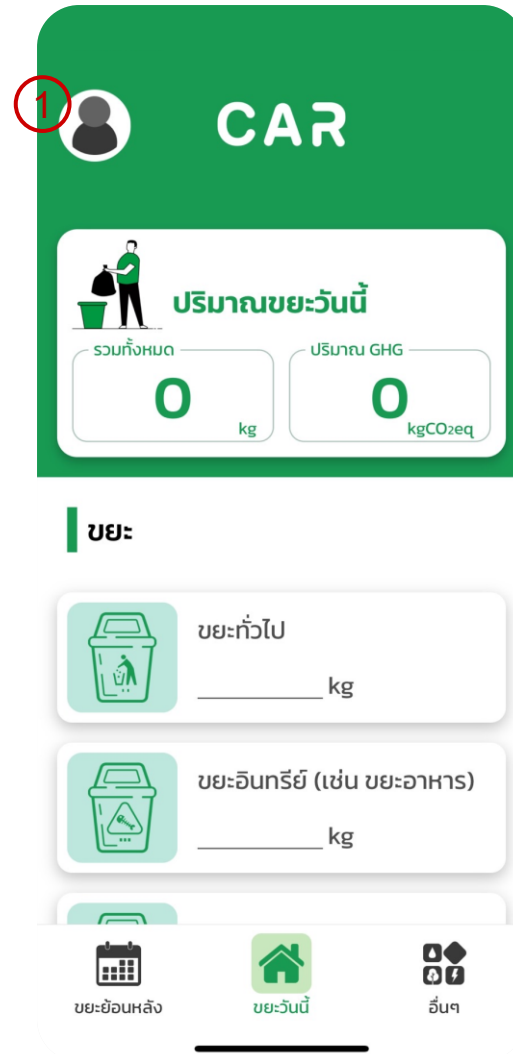 1
CAR
ปริมาณขยะวันนี้
รวมทั้งหมด
0
kg
ปริมาณ GHG
0
kgCO₂eq
ขยะ
ขยะทั่วไป
_________ kg
ขยะอินทรีย์ (เช่น ขยะอาหาร)
_________ kg
ขยะย้อนหลัง
ขยะวันนี้
อื่นๆ